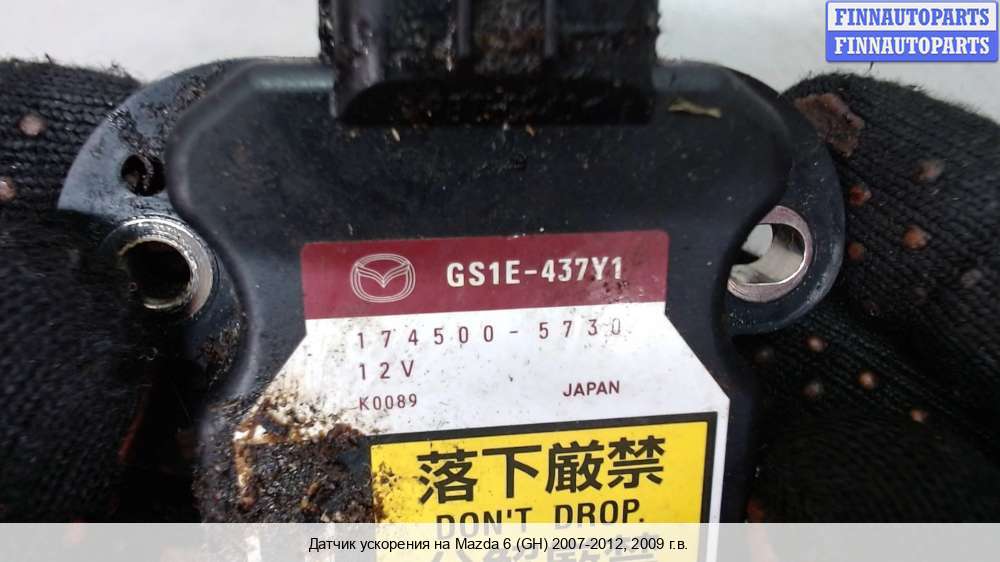 FINNAUTOPARTS
FINNAUTOPARTS
GS1E-437Y1
174500-5730
12V
K0089 JAPAN
落下厳禁
DON'T DROP.
Датчик ускорения на Mazda 6 (GH) 2007-2012, 2009 г.в.